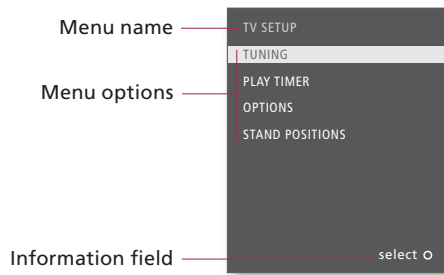 Menu name
TV SETUP
TUNING
Menu options
PLAY TIMER
OPTIONS
STAND POSITIONS
Information field
select